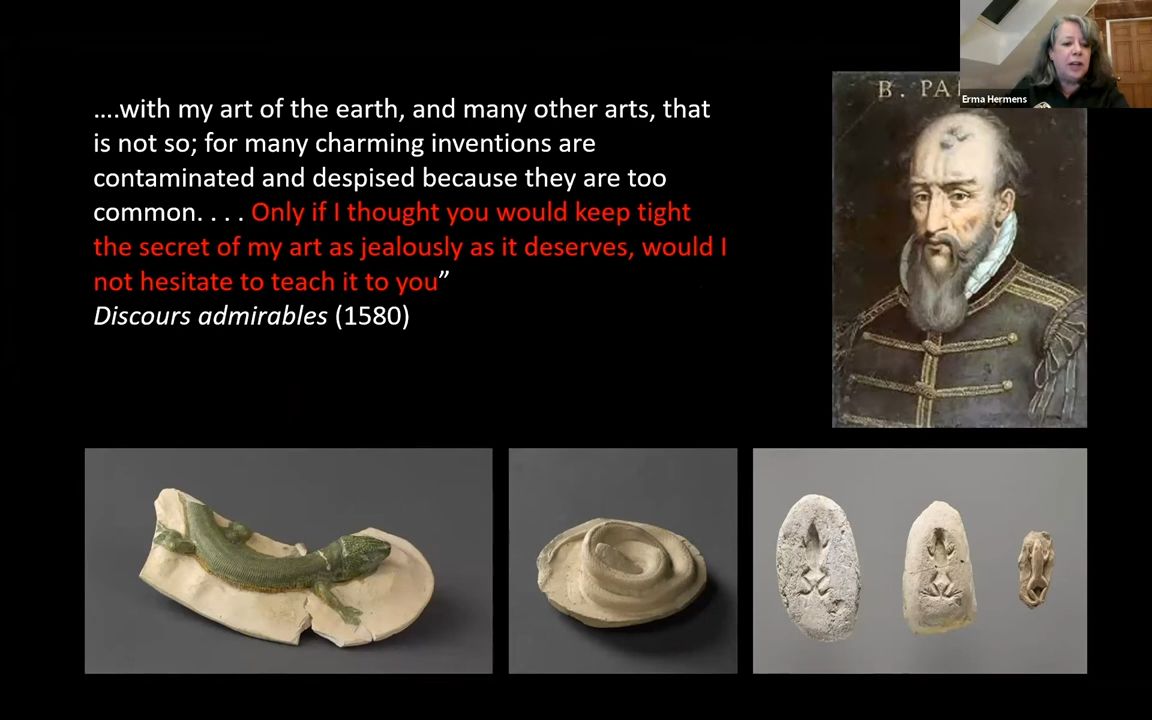 ....with my art of the earth, and many other arts, that
is not so; for many charming inventions are
contaminated and despised because they are too
common. . . . Only if I thought you would keep tight
the secret of my art as jealously as it deserves, would I
not hesitate to teach it to you”
Discours admirables (1580)
B. PA
Erma Hermens